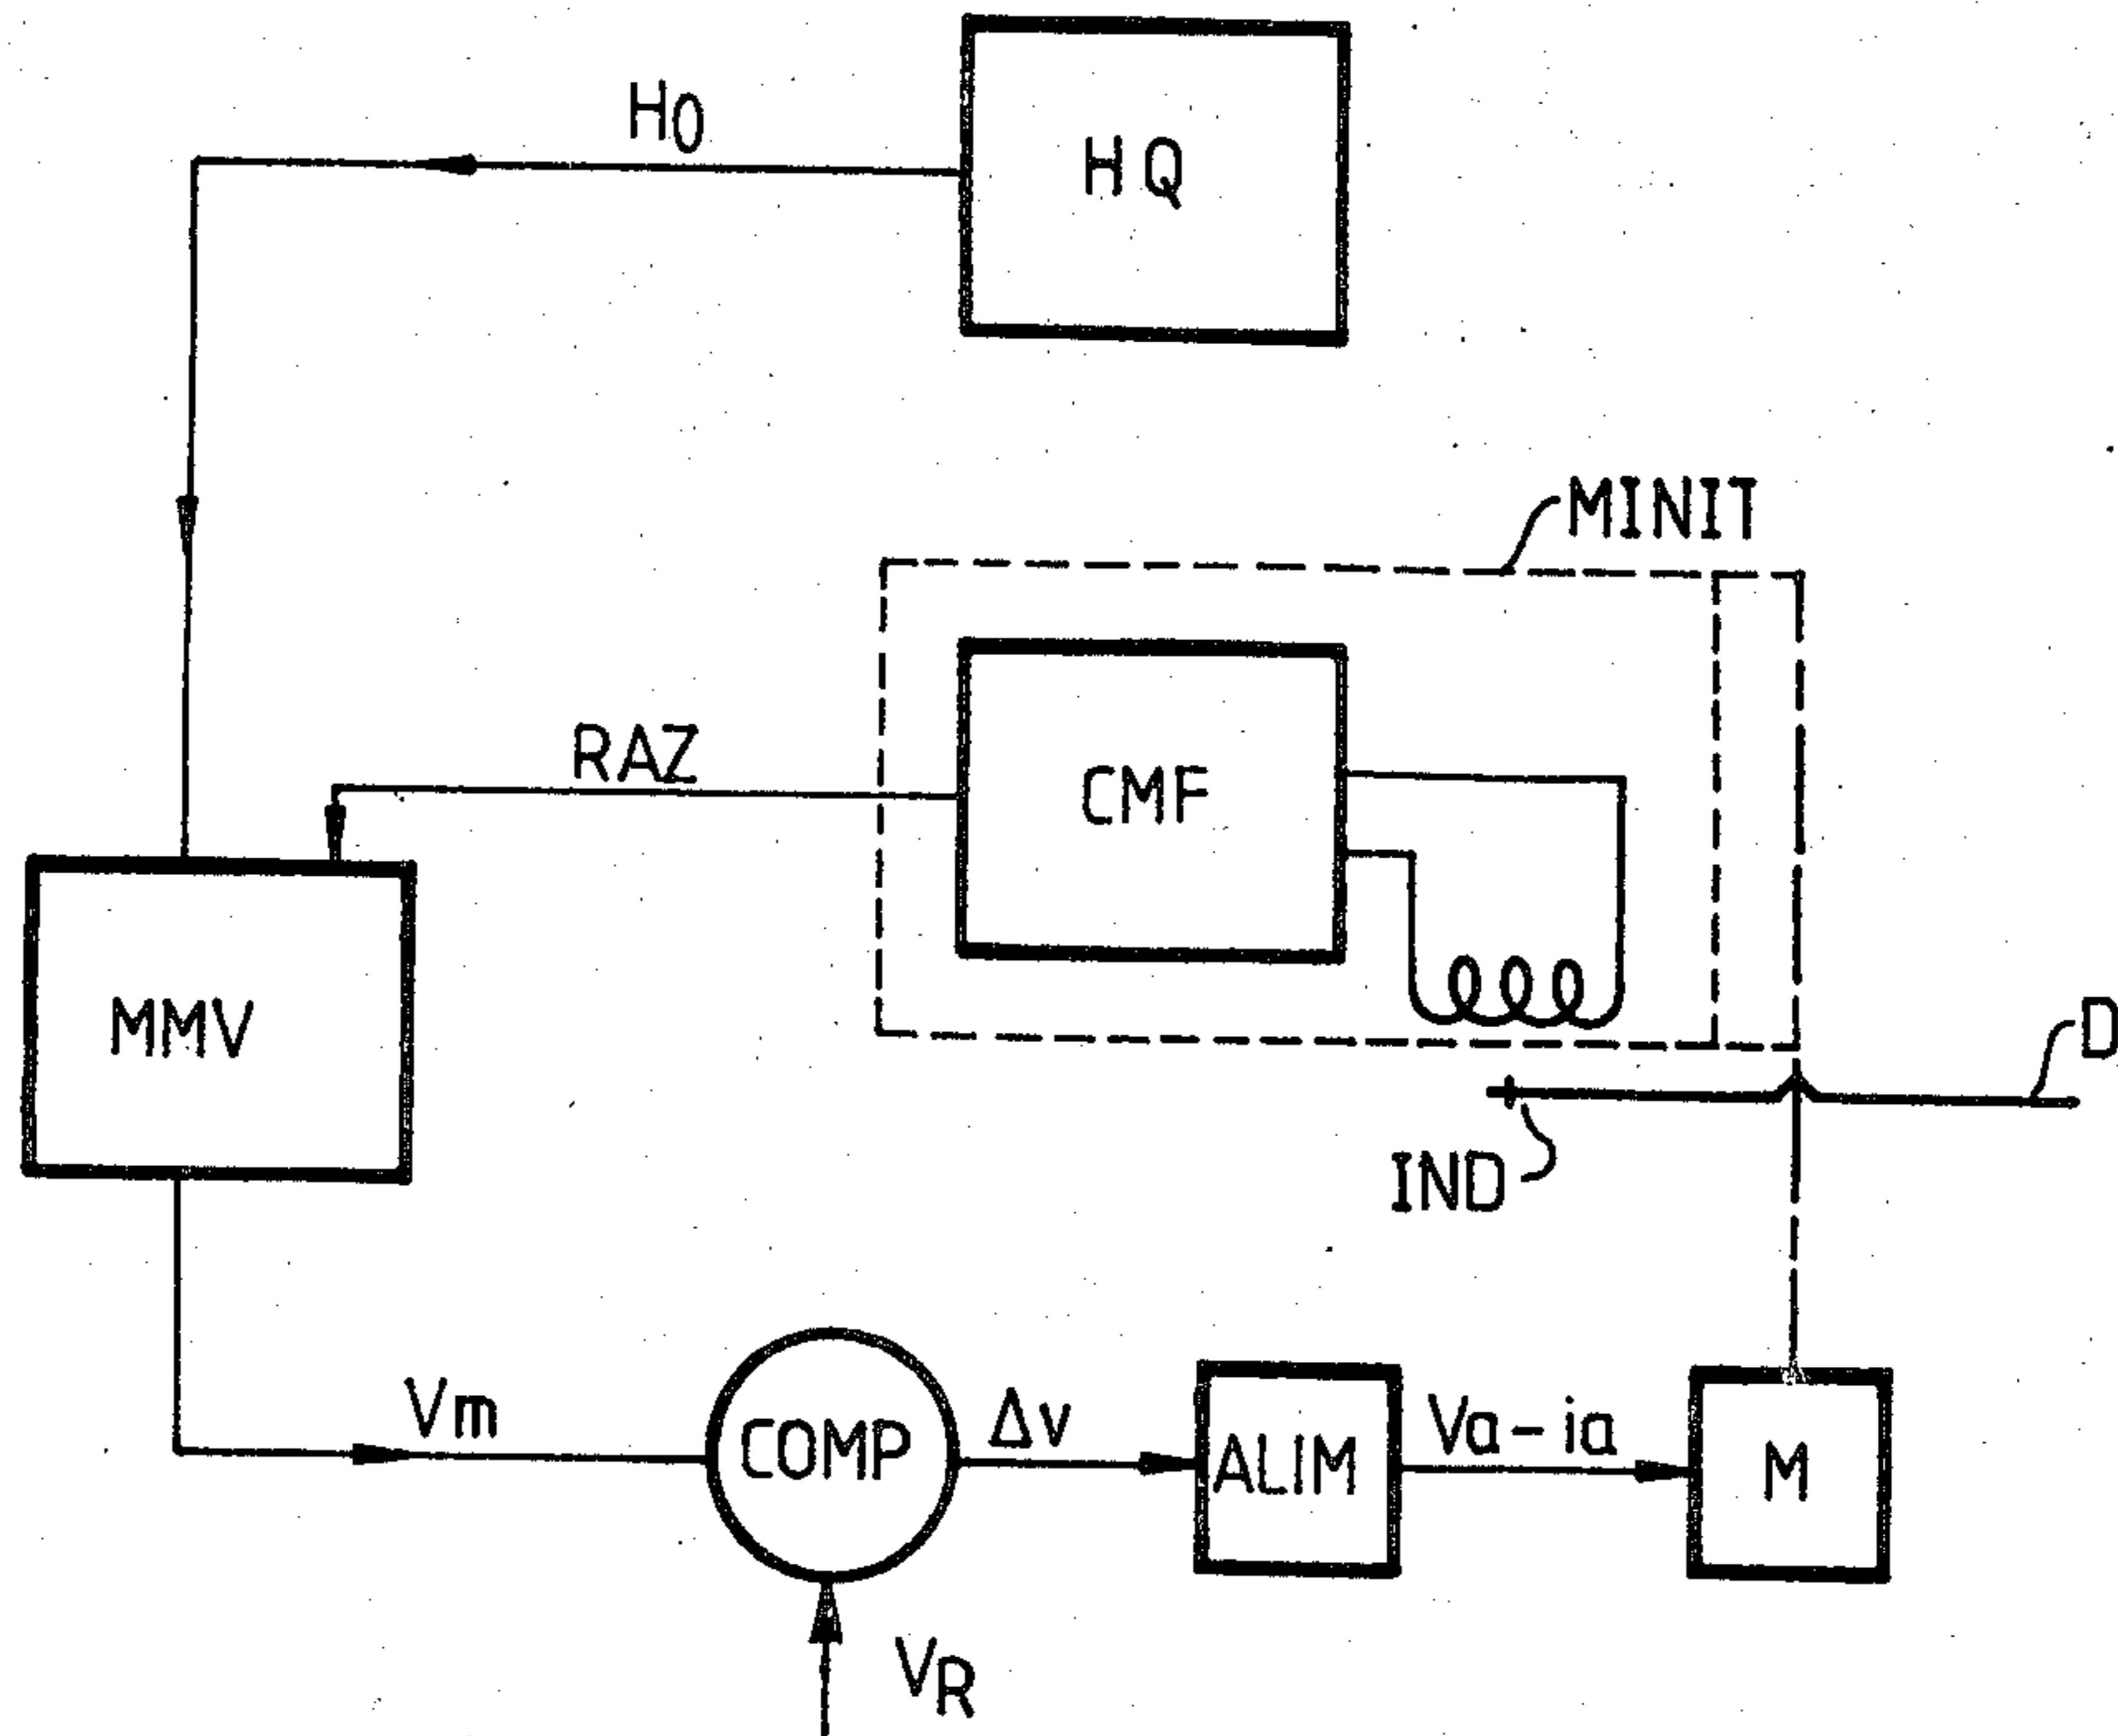 H0
HQ
MINIT
RAZ
CMF
MMV
D
IND
Vm
COMP
Δv
ALIM
Va-ia
M
VR